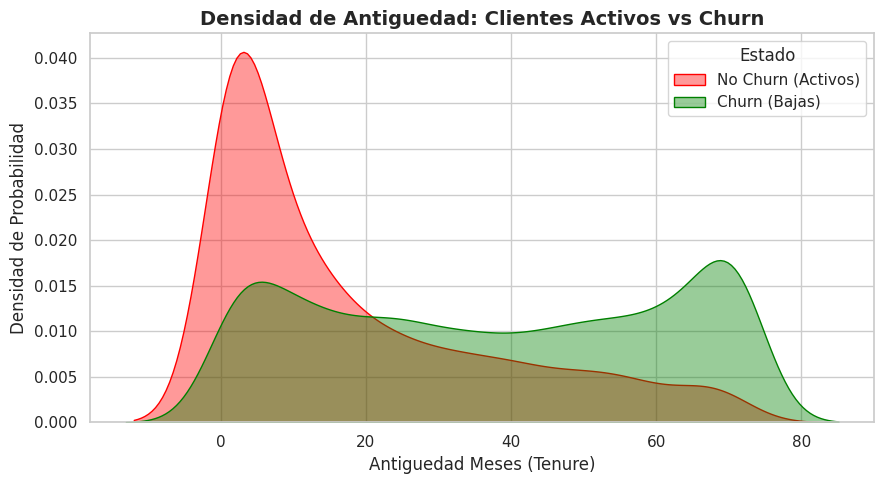 Densidad de Antiguedad: Clientes Activos vs Churn
Estado
No Churn (Activos)
Churn (Bajas)
Densidad de Probabilidad
0.040
0.035
0.030
0.025
0.020
0.015
0.010
0.005
0.000
0
20
40
60
80
Antiguedad Meses (Tenure)